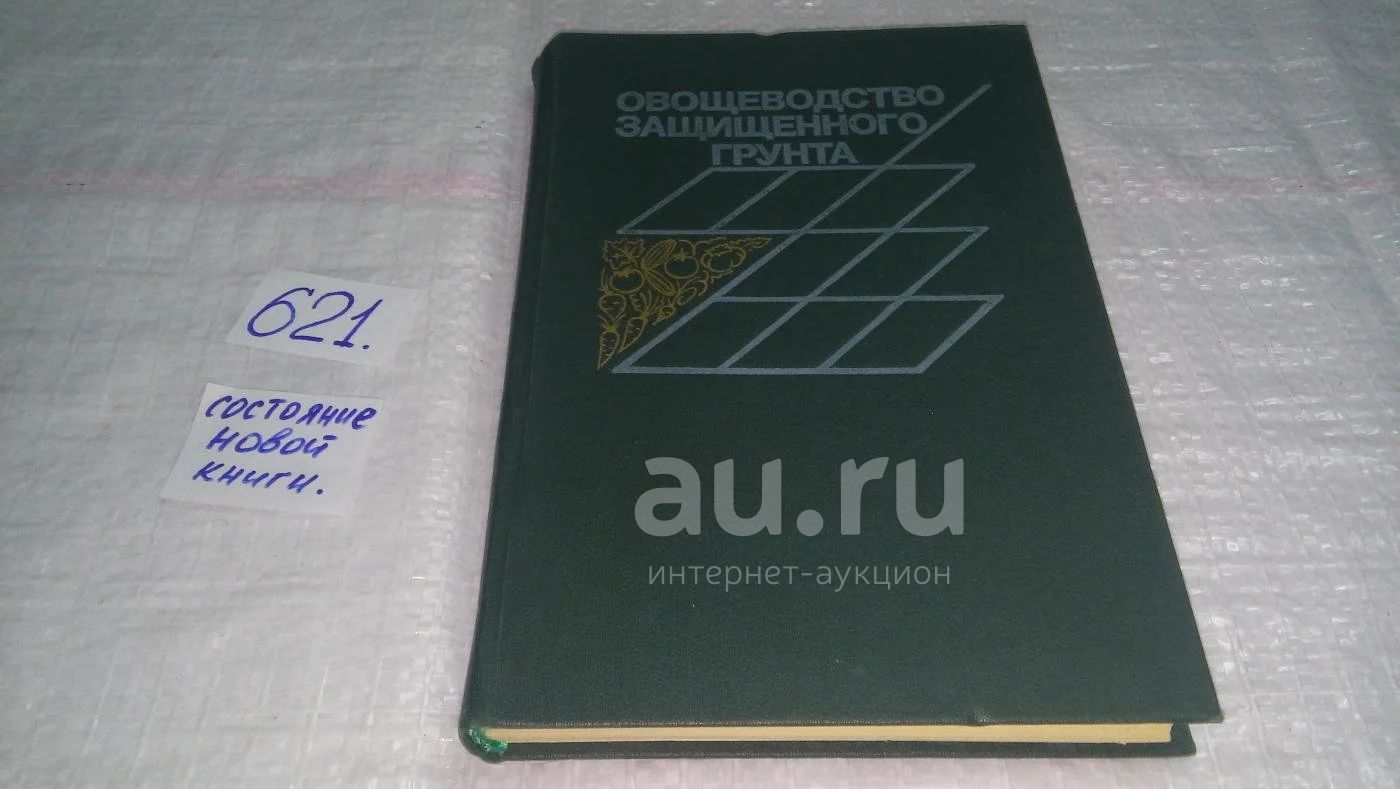 ОВОЩЕВОДСТВО
ЗАЩИЩЕННОГО
ГРУНТА
621.
состояние
новой
книги.
au.ru
интернет-аукцион